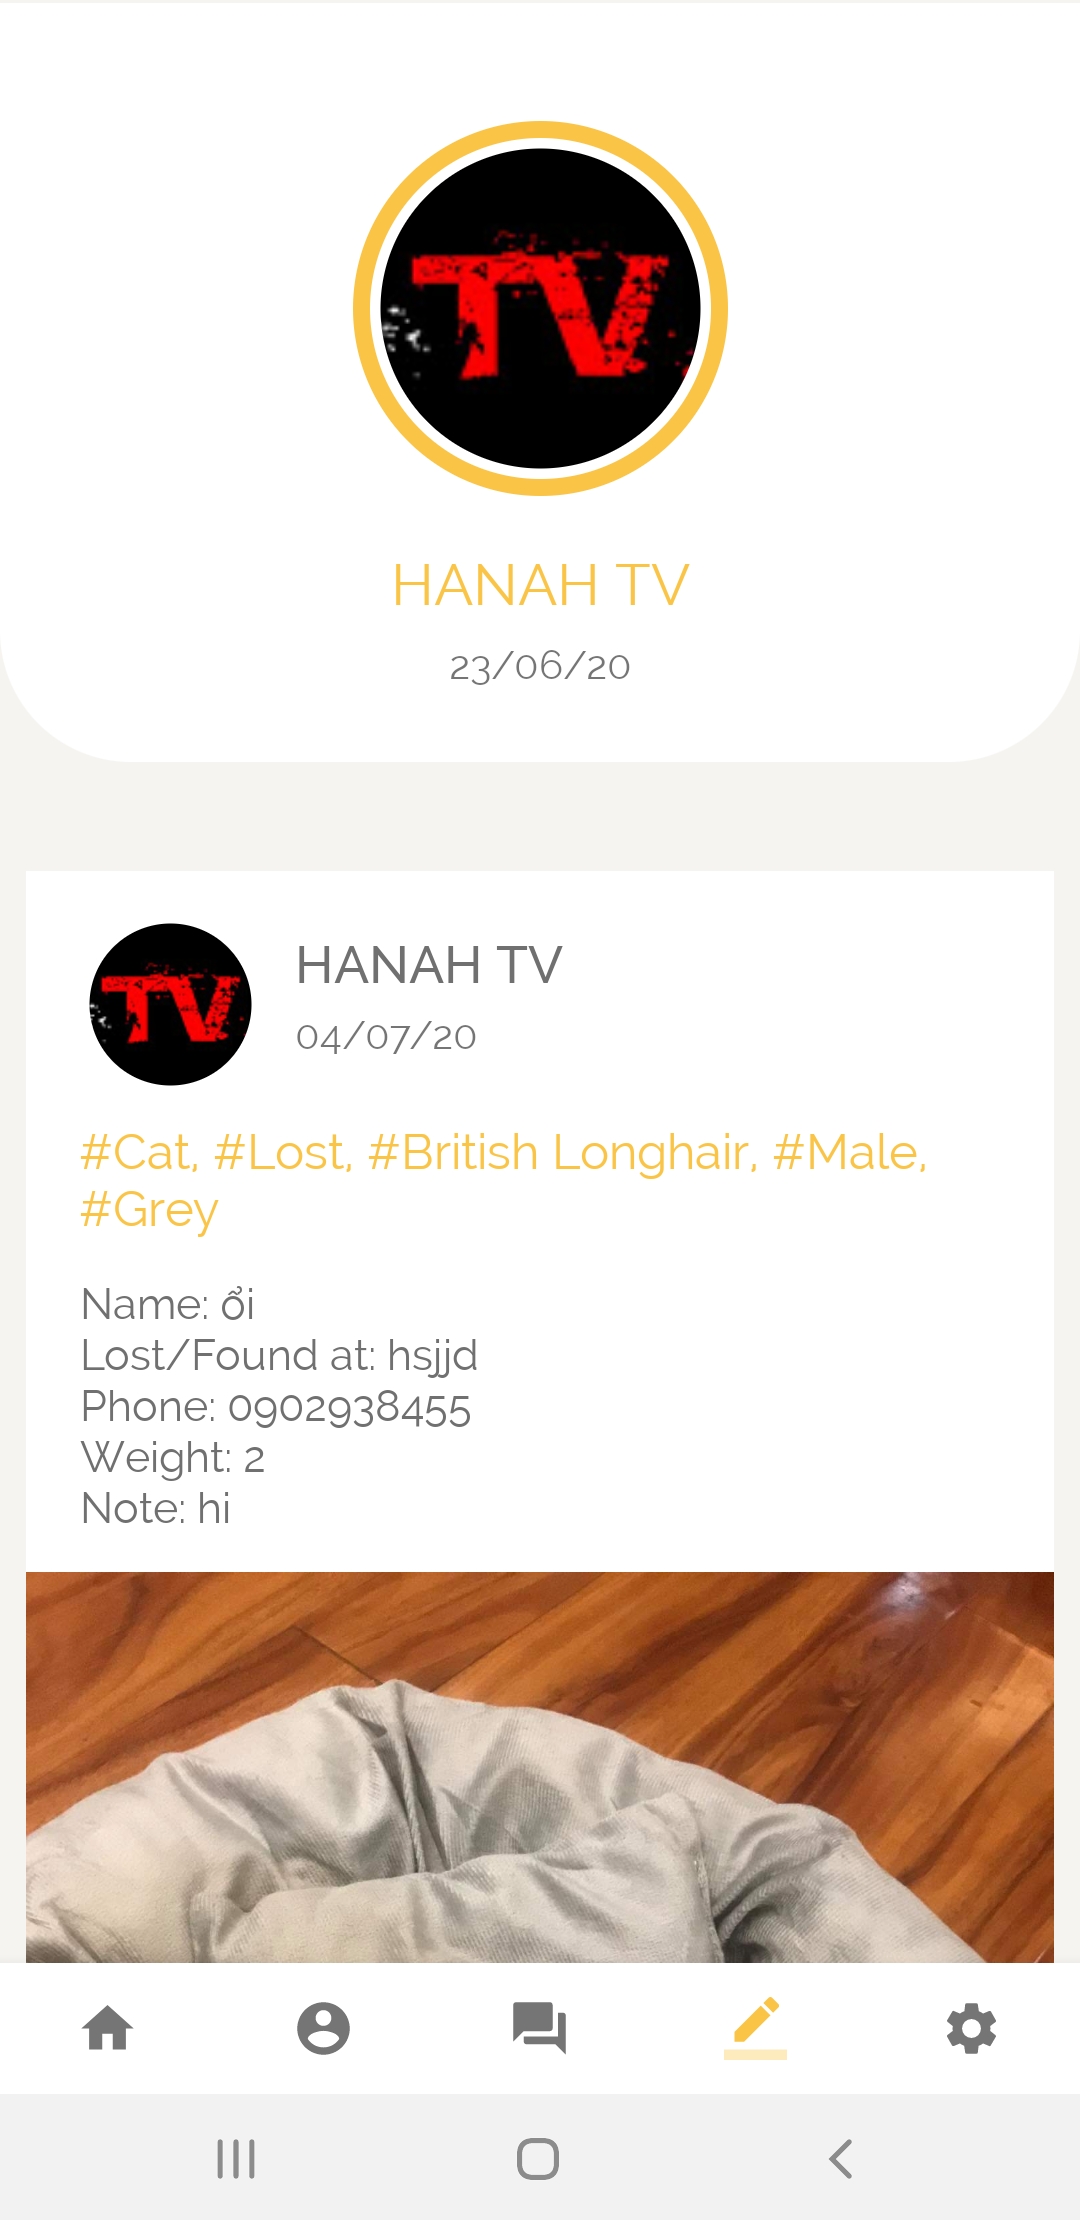 TV
HANAH TV
23/06/20
TV
HANAH TV
04/07/20
#Cat, #Lost, #British Longhair, #Male,
#Grey
Name: ổi
Lost/Found at: hsjjd
Phone: 0902938455
Weight: 2
Note: hi